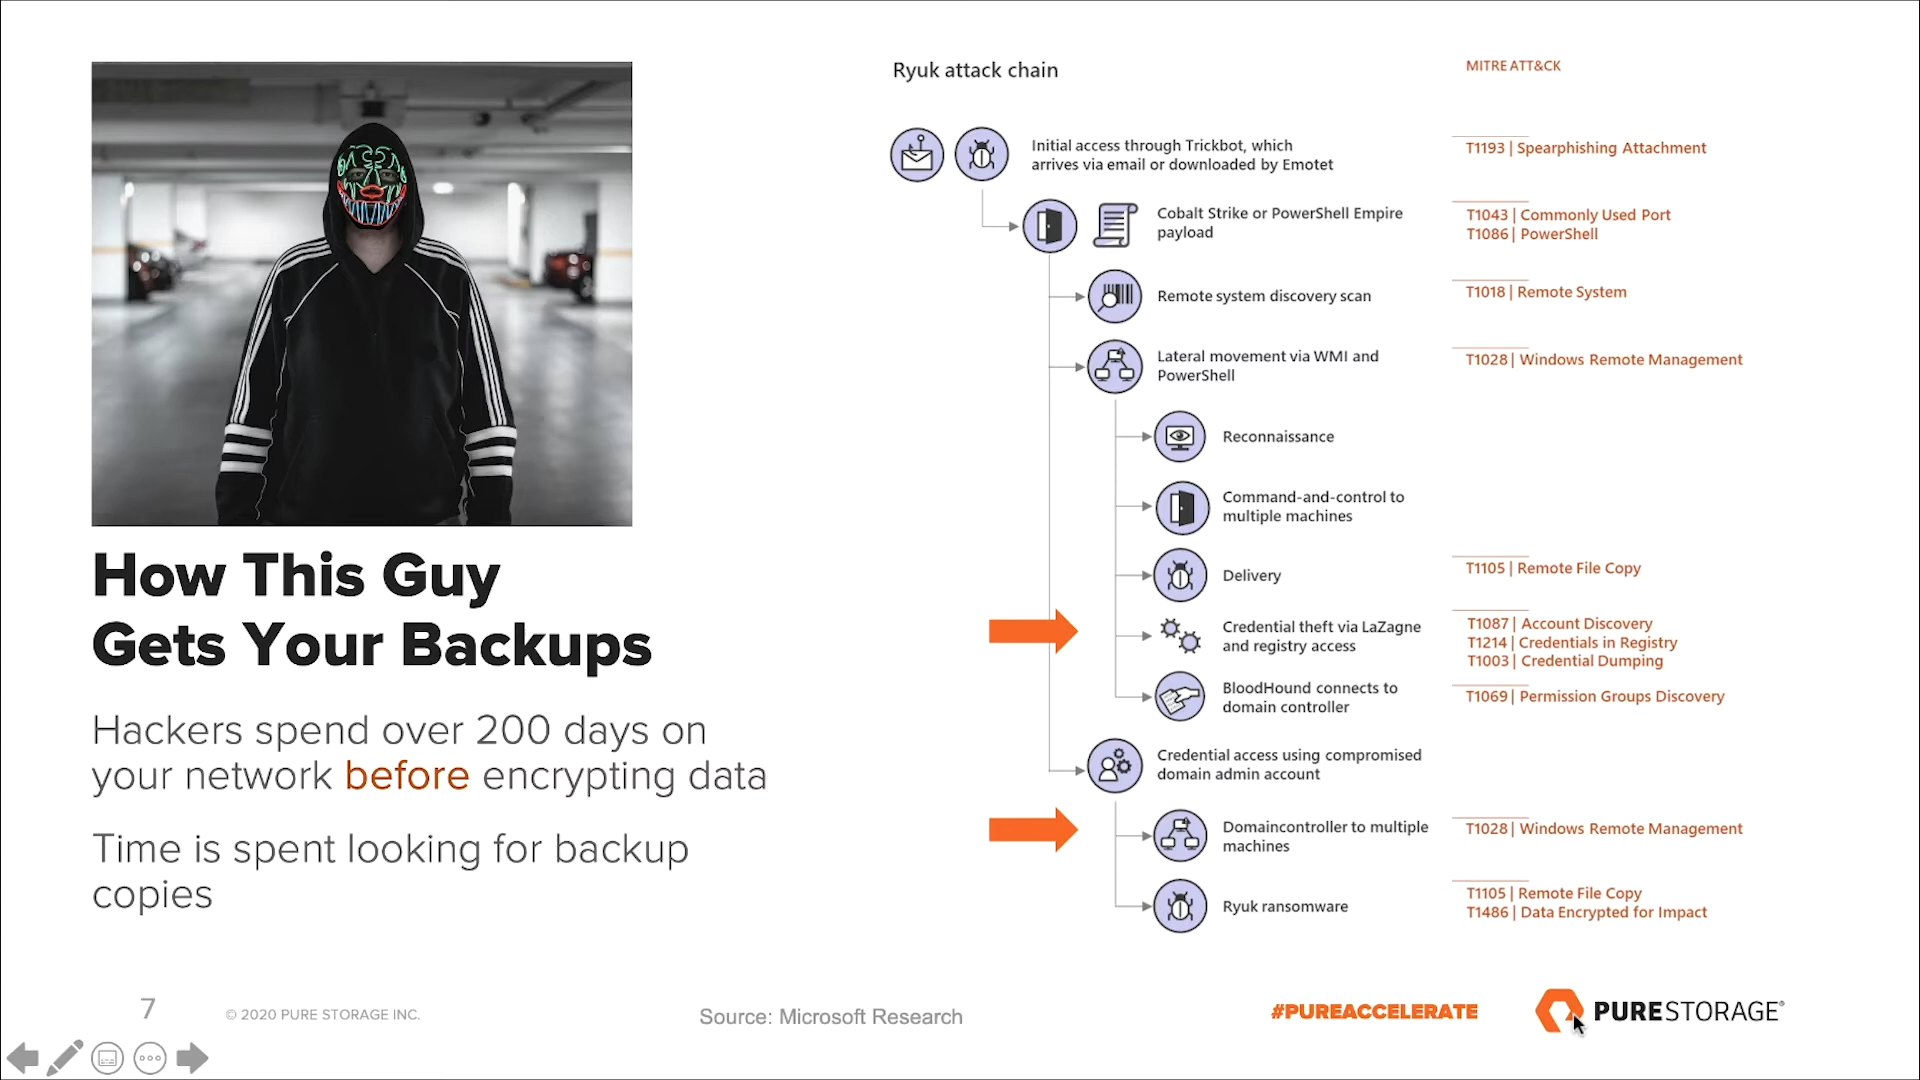 How This Guy
Gets Your Backups
Hackers spend over 200 days on
your network before encrypting data
Time is spent looking for backup
copies
Ryuk attack chain
MITRE ATT&CK
Initial access through Trickbot, which
arrives via email or downloaded by Emotet
T1193 | Spearphishing Attachment
Cobalt Strike or PowerShell Empire
payload
T1043 | Commonly Used Port
T1086 | PowerShell
Remote system discovery scan
T1018 | Remote System
Lateral movement via WMI and
PowerShell
T1028 | Windows Remote Management
Reconnaissance
Command-and-control to
multiple machines
Delivery
T1105 | Remote File Copy
Credential theft via LaZagne
and registry access
T1087 | Account Discovery
T1214 | Credentials in Registry
T1003 | Credential Dumping
BloodHound connects to
domain controller
T1069 | Permission Groups Discovery
Credential access using compromised
domain admin account
Domaincontroller to multiple
machines
T1028 | Windows Remote Management
Ryuk ransomware
T1105 | Remote File Copy
T1486 | Data Encrypted for Impact
7
© 2020 PURE STORAGE INC.
Source: Microsoft Research
#PUREACCELERATE
PURESTORAGE®